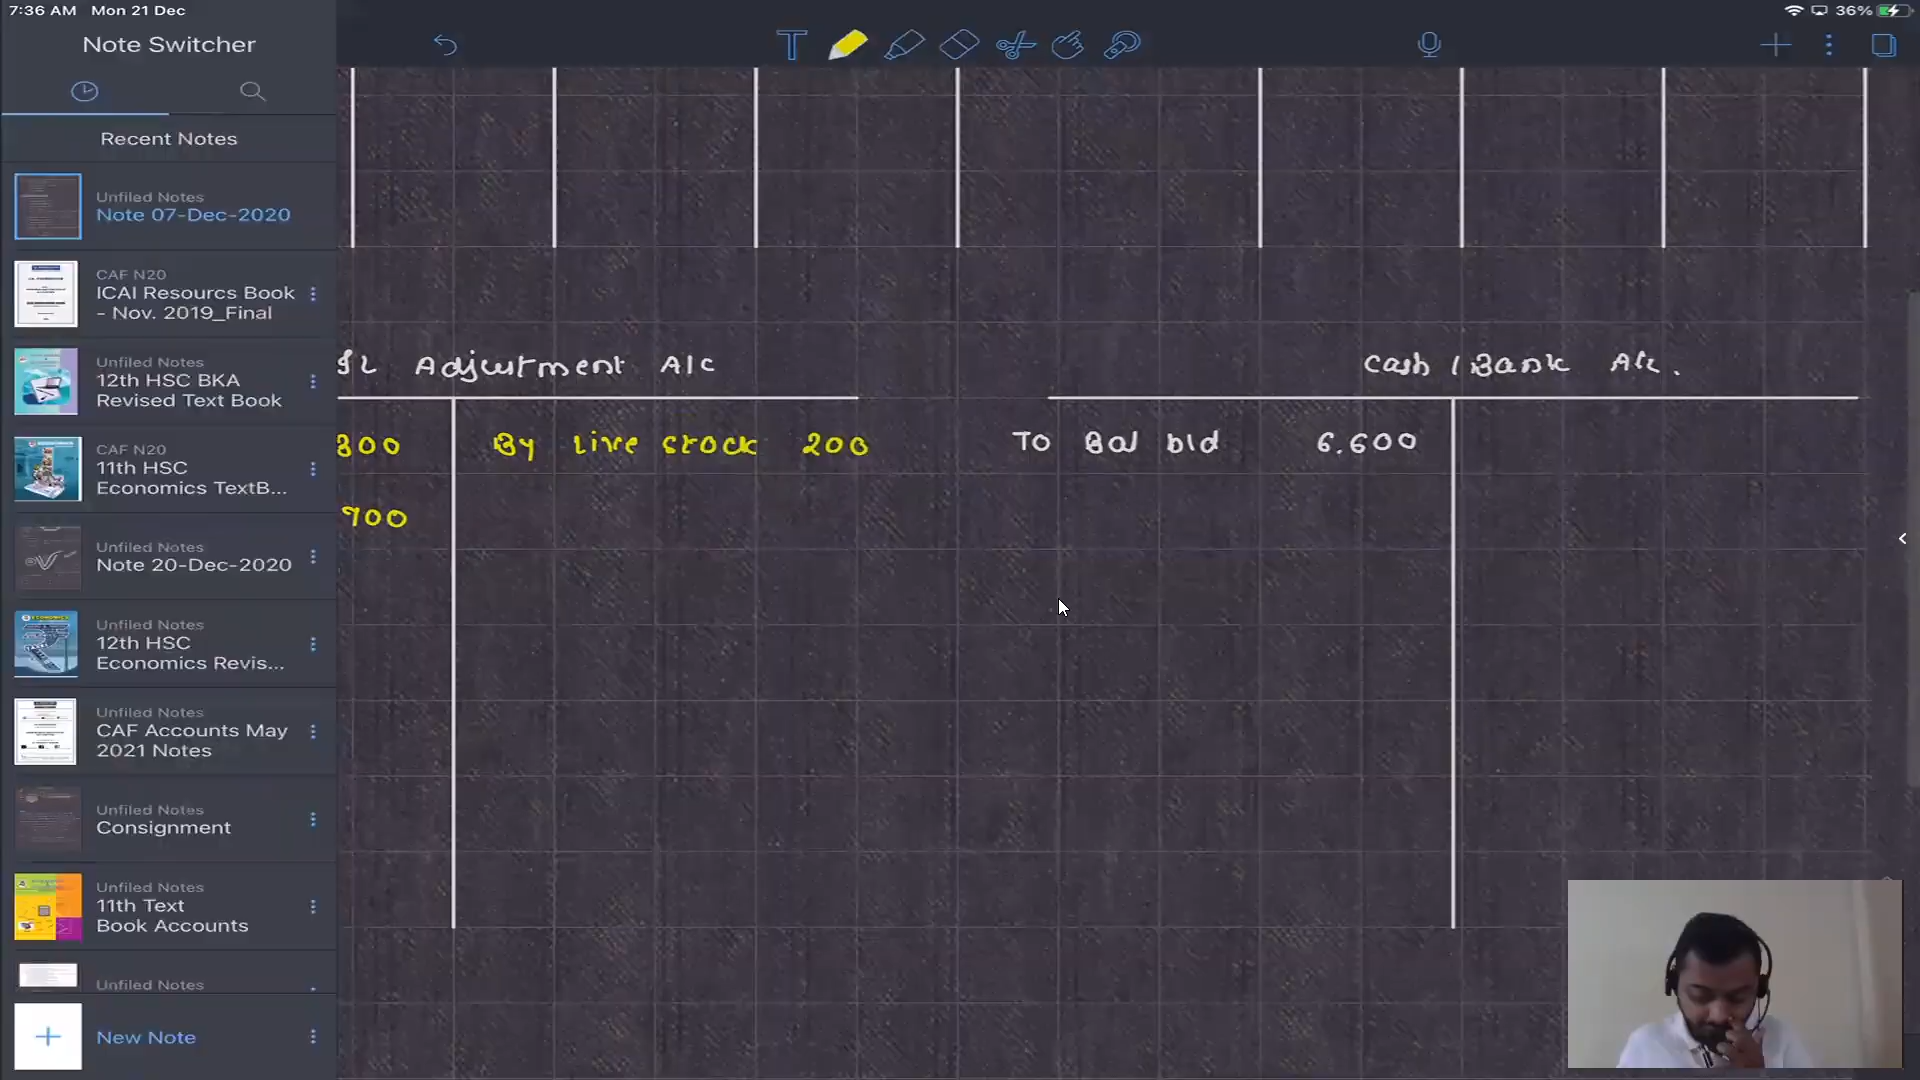 7:36 AM Mon 21 Dec
36%
Note Switcher
Recent Notes
Unfiled Notes
Note 07-Dec-2020
CAF N20
ICAI Resourcs Book
- Nov. 2019_Final
Unfiled Notes
12th HSC BKA
Revised Text Book
CAF N20
11th HSC
Economics TextB...
Unfiled Notes
Note 20-Dec-2020
Unfiled Notes
12th HSC
Economics Revis...
Unfiled Notes
CAF Accounts May
2021 Notes
Unfiled Notes
Consignment
Unfiled Notes
11th Text
Book Accounts
Unfiled Notes
New Note
Adjustment A/c
800
By Live stock 200
900
Cash / Bank A/c.
To Bal b/d 6,600